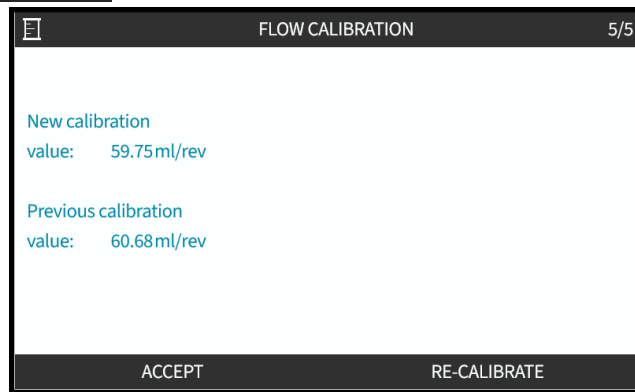 FLOW CALIBRATION 5/5
New calibration
value: 59.75 ml/rev
Previous calibration
value: 60.68 ml/rev
ACCEPT RE-CALIBRATE